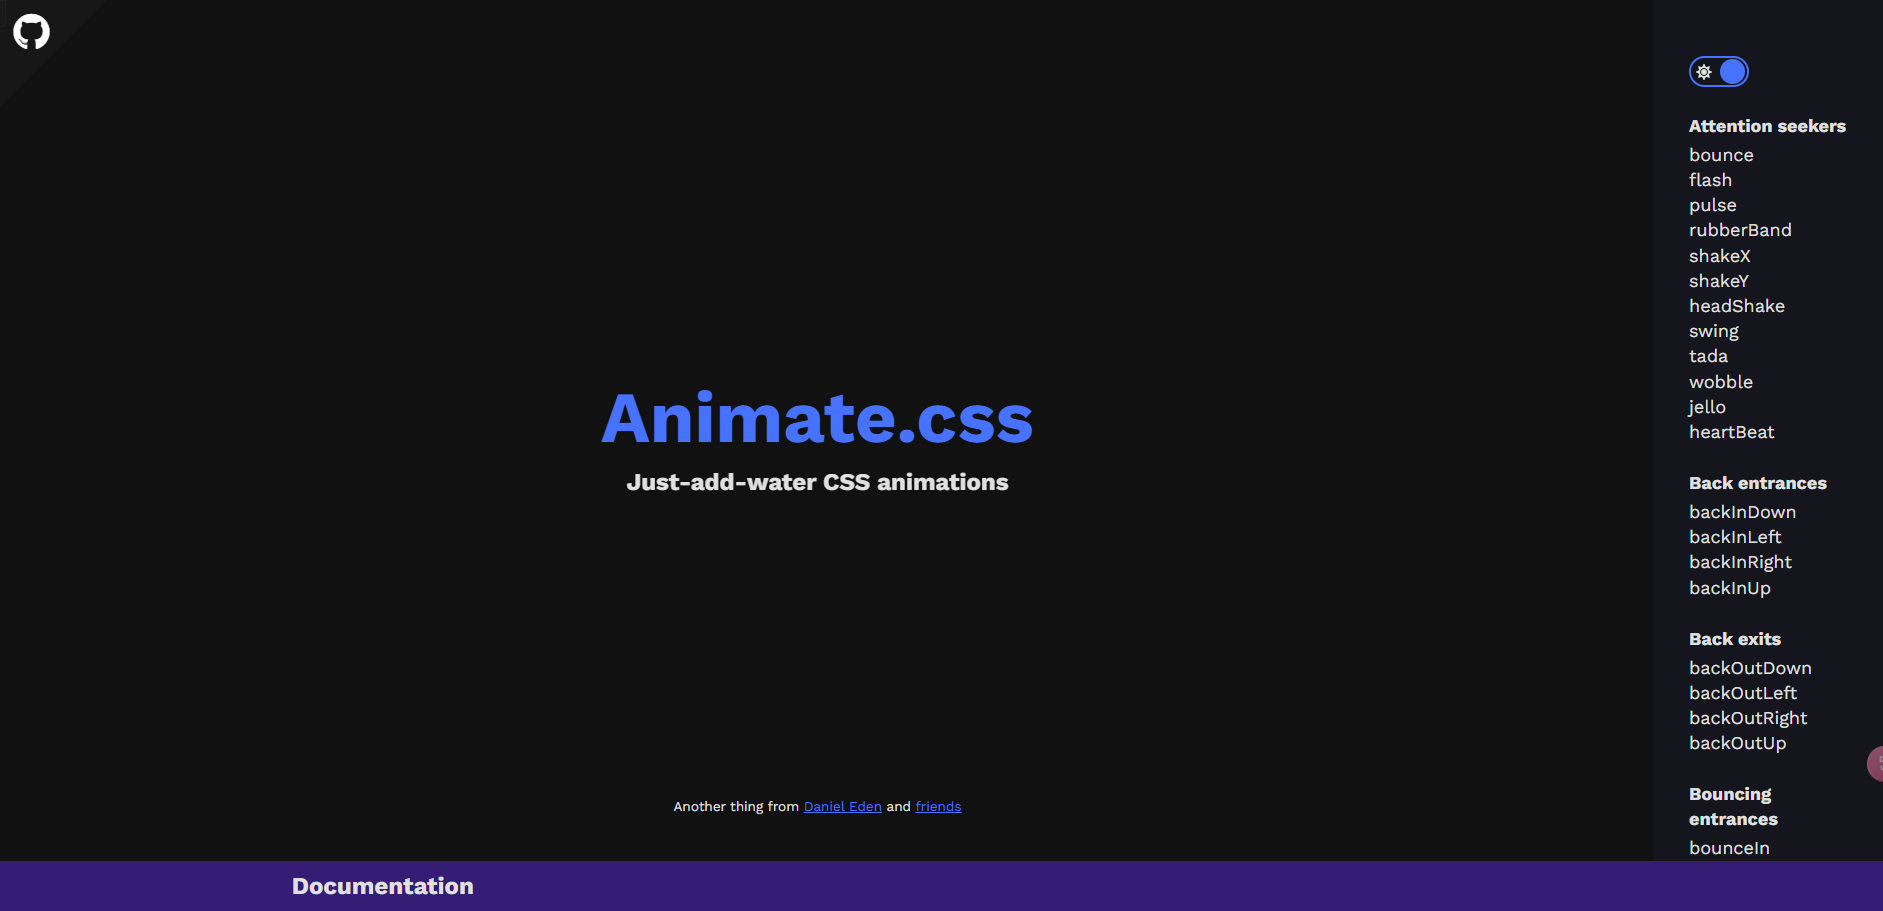 Animate.css
Just-add-water CSS animations
Another thing from Daniel Eden and friends
Documentation
Attention seekers
bounce
flash
pulse
rubberBand
shakeX
shakeY
headShake
swing
tada
wobble
jello
heartBeat
Back entrances
backInDown
backInLeft
backInRight
backInUp
Back exits
backOutDown
backOutLeft
backOutRight
backOutUp
Bouncing
entrances
bounceIn